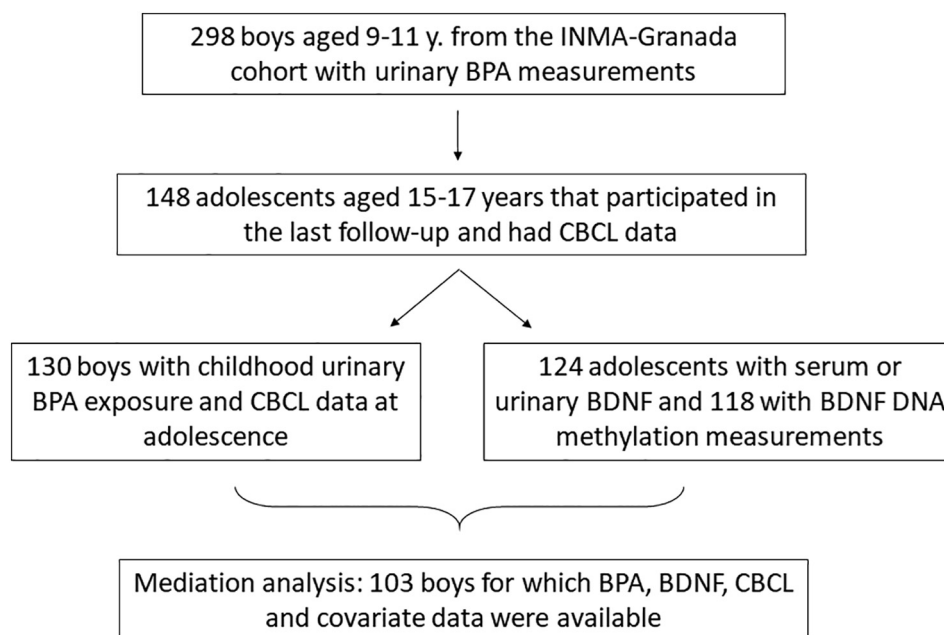 298 boys aged 9-11 y. from the INMA-Granada
cohort with urinary BPA measurements
148 adolescents aged 15-17 years that participated in
the last follow-up and had CBCL data
130 boys with childhood urinary
BPA exposure and CBCL data at
adolescence
124 adolescents with serum or
urinary BDNF and 118 with BDNF DNA
methylation measurements
Mediation analysis: 103 boys for which BPA, BDNF, CBCL
and covariate data were available